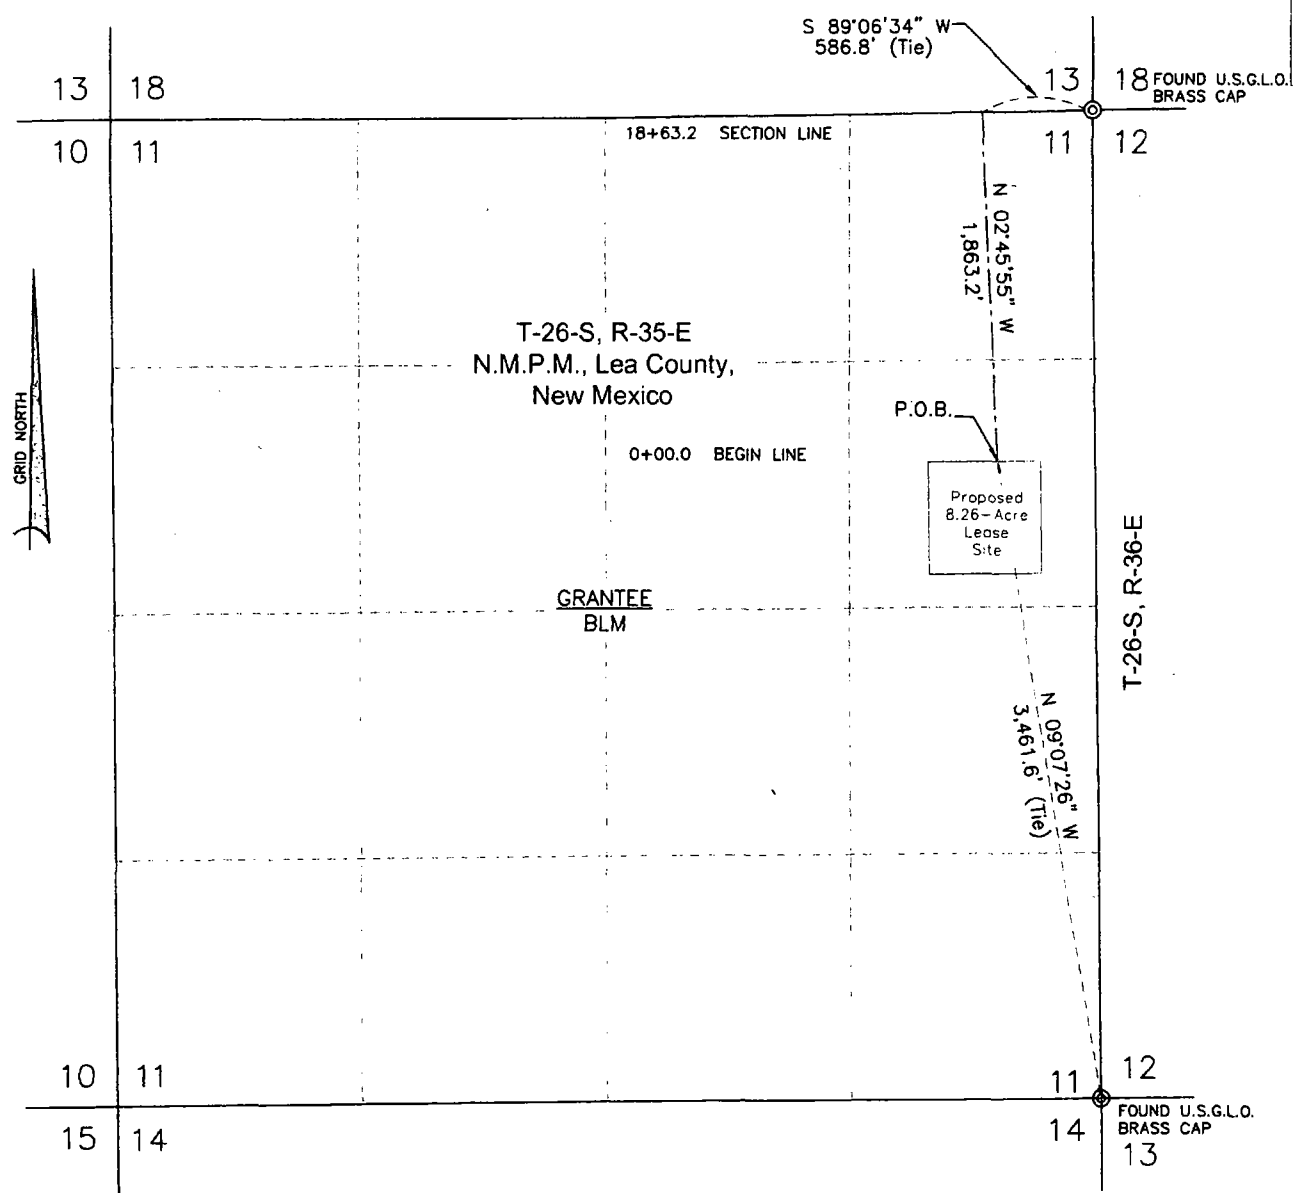 S 89°06'34" W
586.8' (Tie)
13 18
13 18
FOUND U.S.G.L.O.
BRASS CAP
10 11
18+63.2 SECTION LINE
11 12
N 02°45'55" W
1,863.2'
T-26-S, R-35-E
N.M.P.M., Lea County,
New Mexico
GRID NORTH
P.O.B.
0+00.0 BEGIN LINE
Proposed
8.26-Acre
Lease
Site
T-26-S, R-36-E
GRANTEE
BLM
N 09°07'26" W
3,461.6' (Tie)
10 11
11 12
15 14
14 13
FOUND U.S.G.L.O.
BRASS CAP